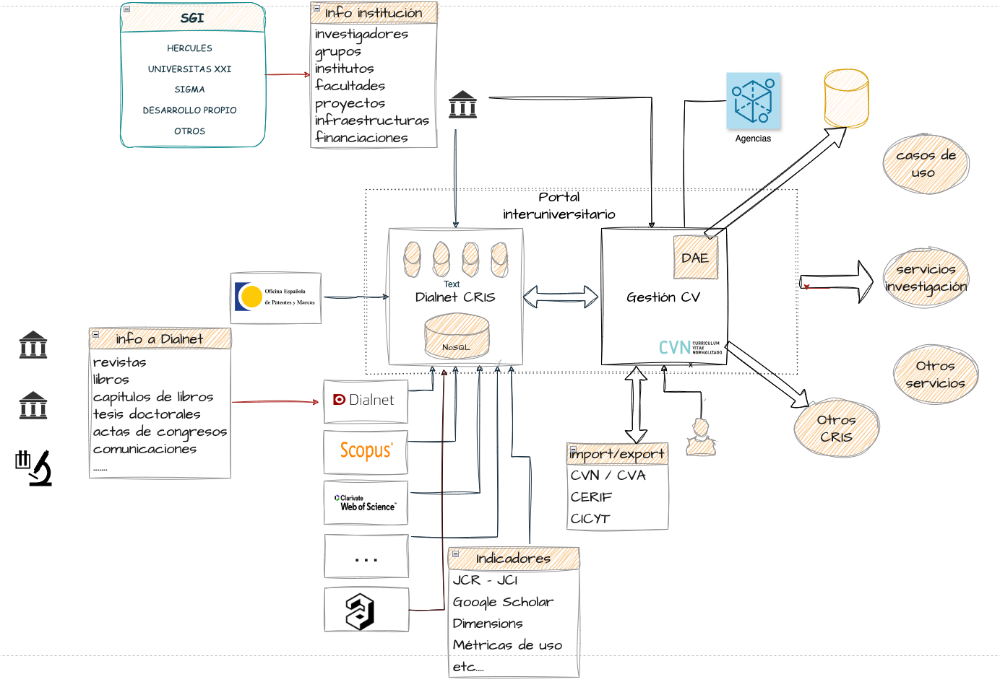 SGI
HERCULES
UNIVERSITAS XXI
SIGMA
DESARROLLO PROPIO
OTROS
Info institución
investigadores
grupos
institutos
facultades
proyectos
infraestructuras
financiaciones
Agencias
casos de
uso
Portal
interuniversitario
DAE
Text
Dialnet CRIS
NoSQL
Gestión CV
CVN CURRICULUM
VITAE
NORMALIZADO
x
servicios
investigación
Oficina Española
de Patentes y Marcas
info a Dialnet
revistas
libros
capítulos de libros
tesis doctorales
actas de congresos
comunicaciones
.......
Dialnet
Scopus®
Clarivate
Web of Science™
...
Otros
servicios
Otros
CRIS
import/export
CVN / CVA
CERIF
CICYT
Indicadores
JCR - JCI
Google Scholar
Dimensions
Métricas de uso
etc....